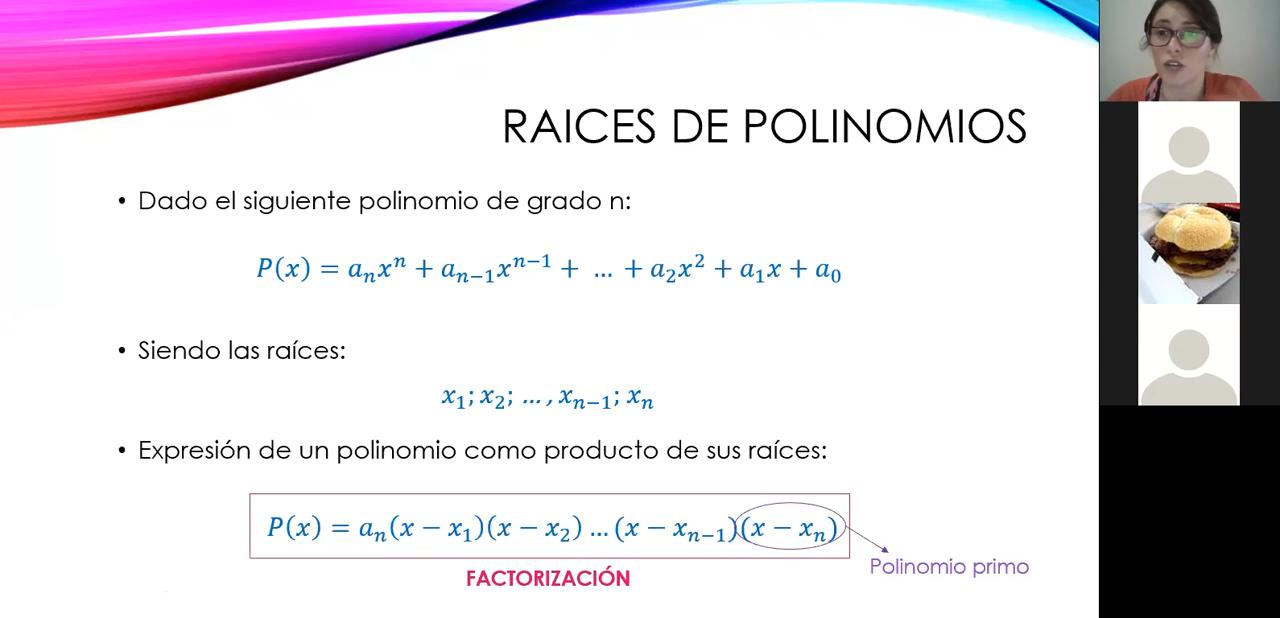 RAICES DE POLINOMIOS
• Dado el siguiente polinomio de grado n:
P(x) = aₙxⁿ + aₙ₋₁xⁿ⁻¹ + … + a₂x² + a₁x + a₀
• Siendo las raíces:
x₁; x₂; … , xₙ₋₁; xₙ
• Expresión de un polinomio como producto de sus raíces:
P(x) = aₙ(x − x₁)(x − x₂) … (x − xₙ₋₁)(x − xₙ)
Polinomio primo
FACTORIZACIÓN